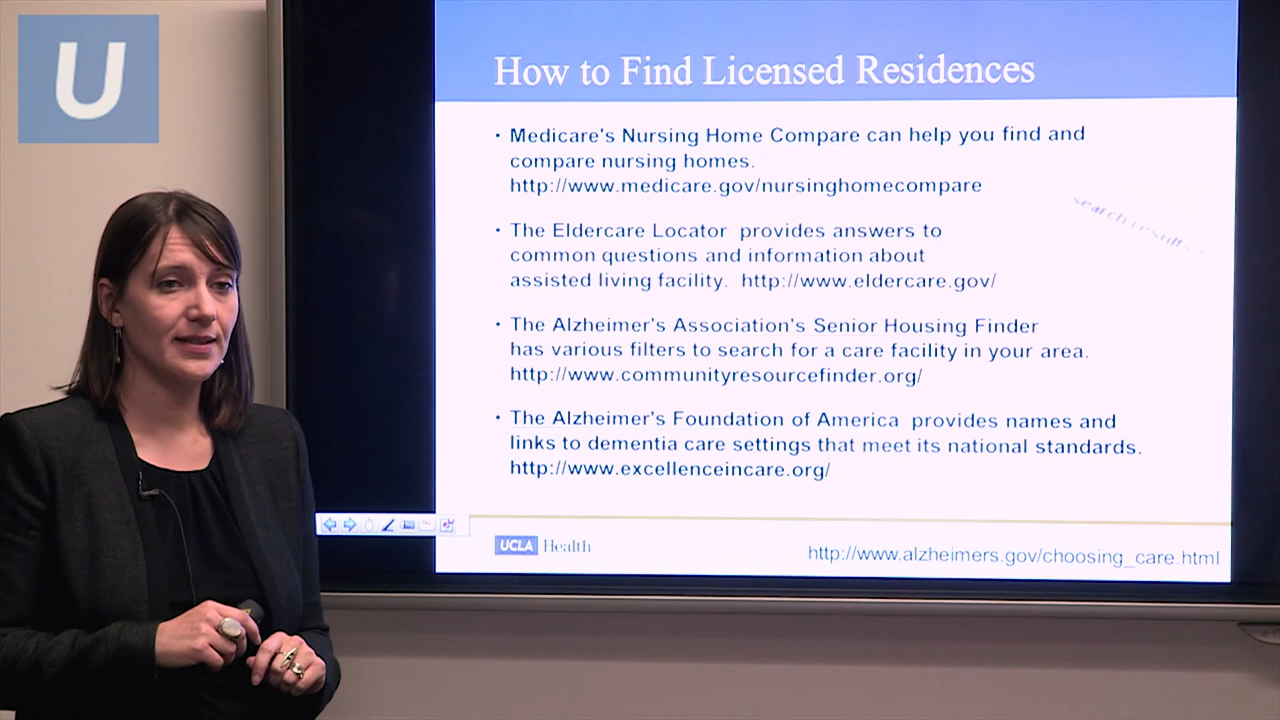 U
How to Find Licensed Residences
• Medicare's Nursing Home Compare can help you find and
compare nursing homes.
http://www.medicare.gov/nursinghomecompare
search results
• The Eldercare Locator provides answers to
common questions and information about
assisted living facility. http://www.eldercare.gov/
• The Alzheimer's Association's Senior Housing Finder
has various filters to search for a care facility in your area.
http://www.communityresourcefinder.org/
• The Alzheimer's Foundation of America provides names and
links to dementia care settings that meet its national standards.
http://www.excellenceincare.org/
UCLA Health
http://www.alzheimers.gov/choosing_care.html